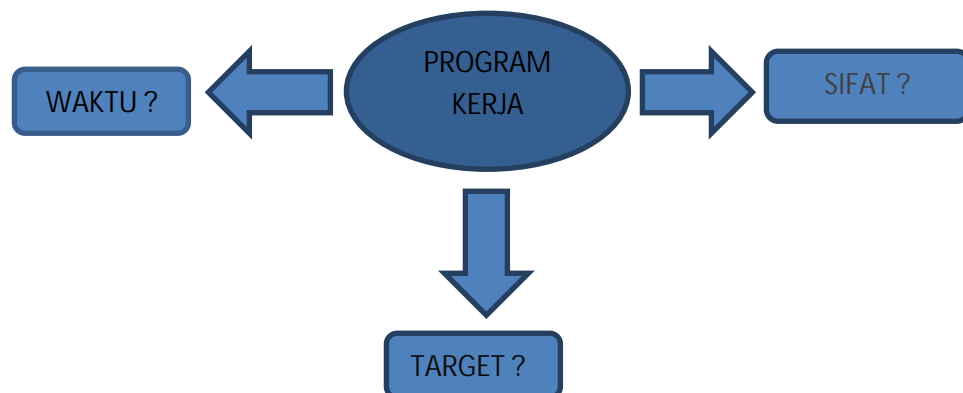 PROGRAM
KERJA
WAKTU ?
SIFAT ?
TARGET ?